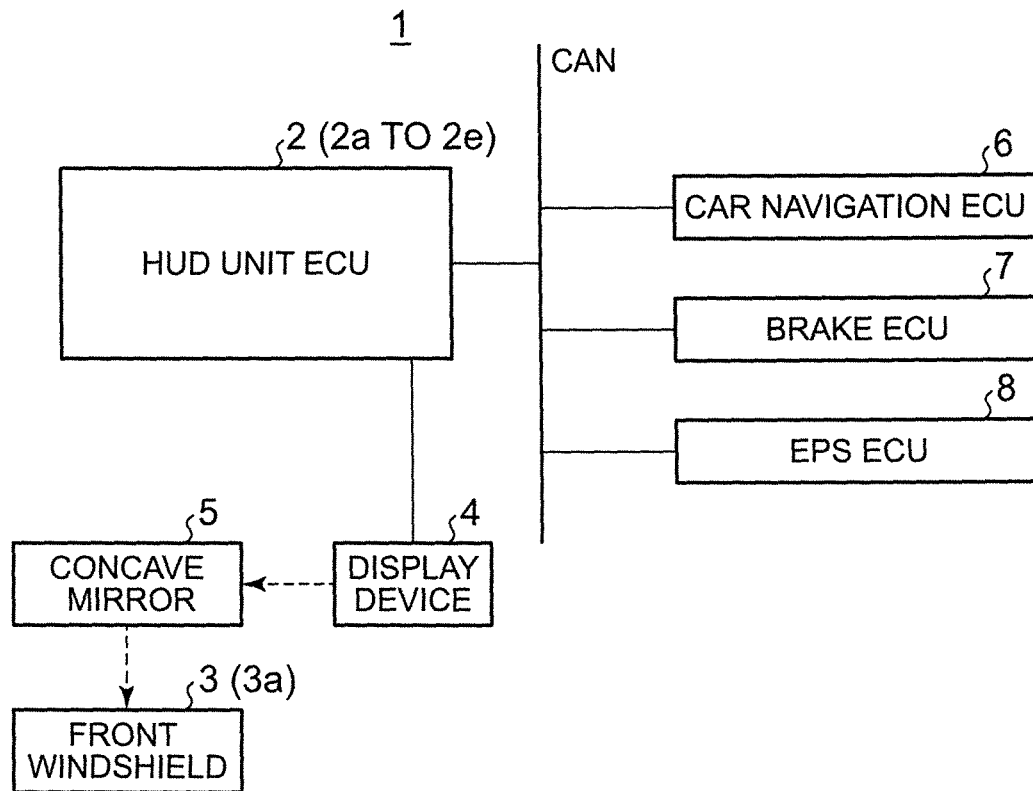 1
CAN
2 (2a TO 2e)
HUD UNIT ECU
6
CAR NAVIGATION ECU
7
BRAKE ECU
8
EPS ECU
5
CONCAVE
MIRROR
4
DISPLAY
DEVICE
3 (3a)
FRONT
WINDSHIELD